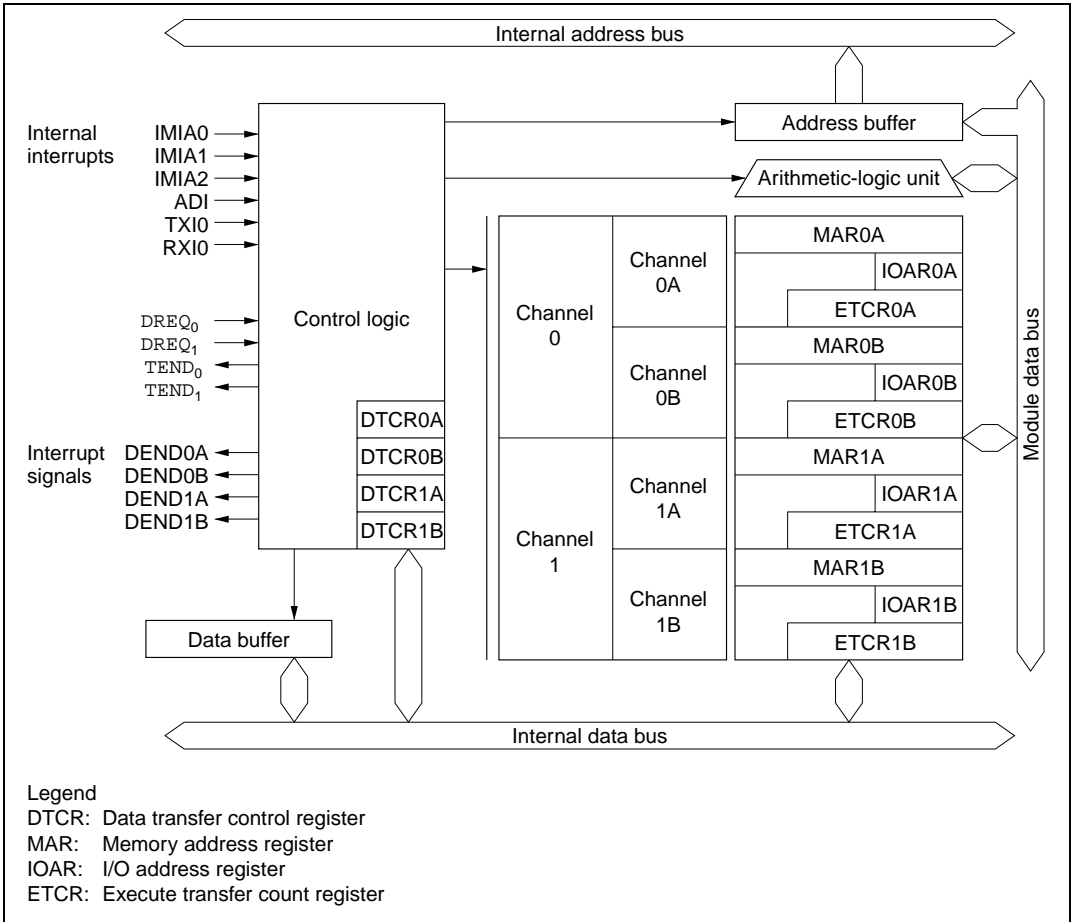 Internal address bus
Address buffer
Arithmetic-logic unit
Internal
interrupts
IMIA0
IMIA1
IMIA2
ADI
TXI0
RXI0
DREQ0
DREQ1
TEND0
TEND1
Interrupt
signals
DEND0A
DEND0B
DEND1A
DEND1B
Control logic
DTCR0A
DTCR0B
DTCR1A
DTCR1B
Data buffer
Channel
0
Channel
0A
Channel
0B
Channel
1
Channel
1A
Channel
1B
MAR0A
IOAR0A
ETCR0A
MAR0B
IOAR0B
ETCR0B
MAR1A
IOAR1A
ETCR1A
MAR1B
IOAR1B
ETCR1B
Module data bus
Internal data bus
Legend
DTCR: Data transfer control register
MAR: Memory address register
IOAR: I/O address register
ETCR: Execute transfer count register